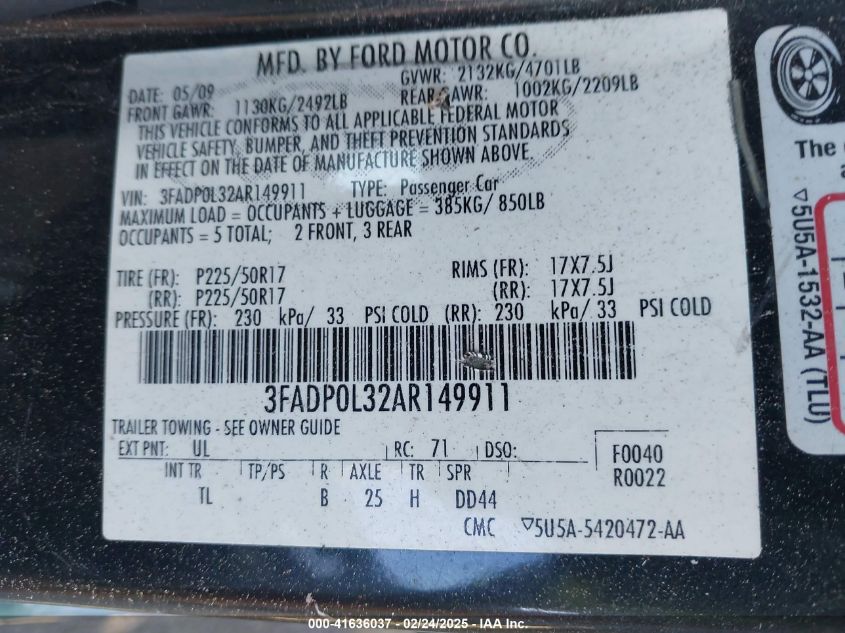 MFD. BY FORD MOTOR CO.
DATE: 05/09 GVWR: 2132KG/4701LB
FRONT GAWR: 1130KG/2492LB REAR GAWR: 1002KG/2209LB
THIS VEHICLE CONFORMS TO ALL APPLICABLE FEDERAL MOTOR
VEHICLE SAFETY, BUMPER, AND THEFT PREVENTION STANDARDS
IN EFFECT ON THE DATE OF MANUFACTURE SHOWN ABOVE.
VIN: 3FADP0L32AR149911 TYPE: Passenger Car
MAXIMUM LOAD = OCCUPANTS + LUGGAGE = 385KG/ 850LB
OCCUPANTS = 5 TOTAL; 2 FRONT, 3 REAR
TIRE (FR): P225/50R17 RIMS (FR): 17X7.5J
(RR): P225/50R17 (RR): 17X7.5J
PRESSURE (FR): 230 kPa/ 33 PSI COLD (RR): 230 kPa/ 33 PSI COLD
3FADP0L32AR149911
TRAILER TOWING - SEE OWNER GUIDE
EXT PNT: UL RC: 71 DSO: F0040
INT TR TP/PS R AXLE TR SPR R0022
TL B 25 H DD44
CMC ▽5U5A-5420472-AA
The
▽5U5A-1532-AA (TLU)
000-41636037 - 02/24/2025 - IAA Inc.